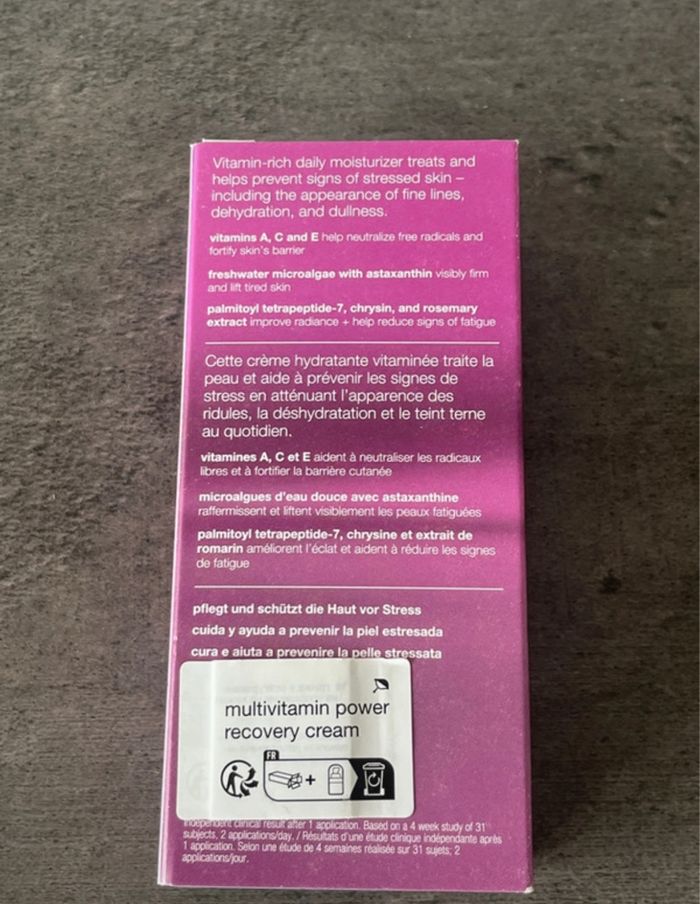 Vitamin-rich daily moisturizer treats and
helps prevent signs of stressed skin –
including the appearance of fine lines,
dehydration, and dullness.
vitamins A, C and E help neutralize free radicals and
fortify skin's barrier
freshwater microalgae with astaxanthin visibly firm
and lift tired skin
palmitoyl tetrapeptide-7, chrysin, and rosemary
extract improve radiance + help reduce signs of fatigue
Cette crème hydratante vitaminée traite la
peau et aide à prévenir les signes de
stress en atténuant l'apparence des
ridules, la déshydratation et le teint terne
au quotidien.
vitamines A, C et E aident à neutraliser les radicaux
libres et à fortifier la barrière cutanée
microalgues d'eau douce avec astaxanthine
raffermissent et liftent visiblement les peaux fatiguées
palmitoyl tetrapeptide-7, chrysine et extrait de
romarin améliorent l'éclat et aident à réduire les signes
de fatigue
pflegt und schützt die Haut vor Stress
cuida y ayuda a prevenir la piel estresada
cura e aiuta a prevenire la pelle stressata
multivitamin power
recovery cream
FR
+
Independent clinical result after 1 application. Based on a 4 week study of 31
subjects, 2 applications/day. / Résultats d'une étude clinique indépendante après
1 application. Selon une étude de 4 semaines réalisée sur 31 sujets; 2
applications/jour.